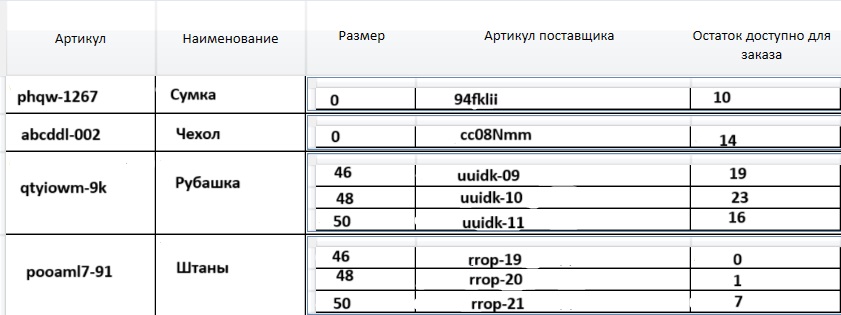 Артикул Наименование Размер Артикул поставщика Остаток доступно для
заказа
phqw-1267 Сумка 0 94fklii 10
abcddl-002 Чехол 0 cc08Nmm 14
qtyiowm-9k Рубашка 46 uuidk-09 19
48 uuidk-10 23
50 uuidk-11 16
pooaml7-91 Штаны 46 rrop-19 0
48 rrop-20 1
50 rrop-21 7